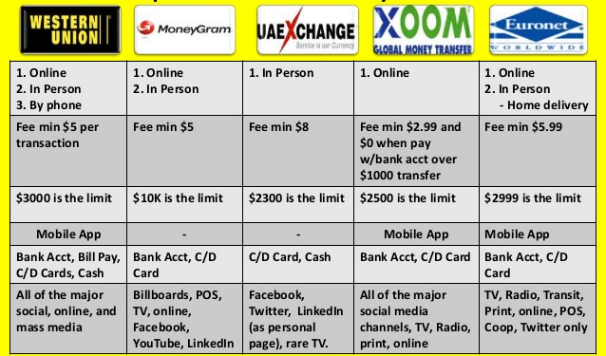 WESTERN
UNION
MoneyGram
UAEXCHANGE
Service is our Currency
XOOM
GLOBAL MONEY TRANSFER
Euronet
WORLDWIDE
1. Online
2. In Person
3. By phone
1. Online
2. In Person
1. In Person
1. Online
1. Online
2. In Person
- Home delivery
Fee min $5 per
transaction
Fee min $5
Fee min $8
Fee min $2.99 and
$0 when pay
w/bank acct over
$1000 transfer
Fee min $5.99
$3000 is the limit
$10K is the limit
$2300 is the limit
$2500 is the limit
$2999 is the limit
Mobile App
-
-
Mobile App
Mobile App
Bank Acct, Bill Pay,
C/D Cards, Cash
Bank Acct, C/D
Card
C/D Card, Cash
Bank Acct, C/D Card
Bank Acct, C/D
Card
All of the major
social, online, and
mass media
Billboards, POS,
TV, online,
Facebook,
YouTube, LinkedIn
Facebook,
Twitter, LinkedIn
(as personal
page), rare TV.
All of the major
social media
channels, TV, Radio,
print, online
TV, Radio, Transit,
Print, online, POS,
Coop, Twitter only